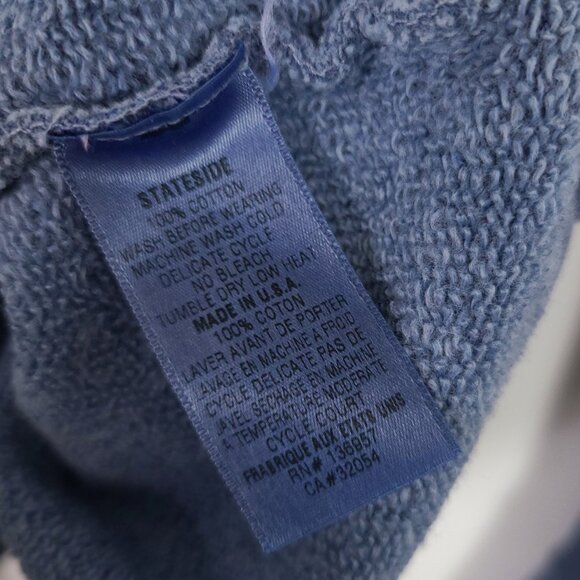 STATESIDE
100% COTTON
WASH BEFORE WEARING
MACHINE WASH COLD
DELICATE CYCLE
NO BLEACH
TUMBLE DRY LOW HEAT
MADE IN U.S.A.
100% COTON
LAVER AVANT DE PORTER
LAVAGE EN MACHINE A FROID
CYCLE DELICATE PAS DE
JAVEL, SECHAGE EN MACHINE
A TEMPERATURE MODERATE
CYCLE COURT
FRABRIQUE AUX ETATS UNIS
RN# 136957
CA#32054